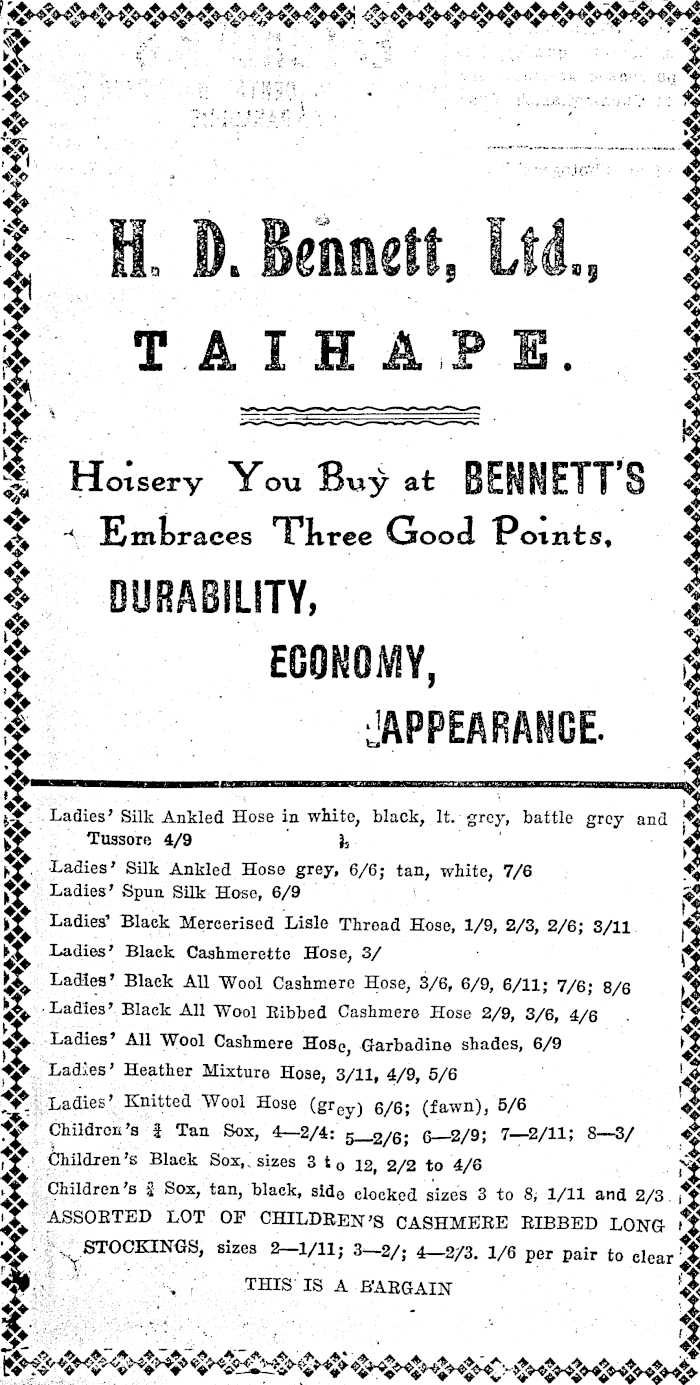 H. D. Bennett, Ltd.,
TAIHAPE.
Hoisery You Buy at BENNETT'S
Embraces Three Good Points,
DURABILITY,
ECONOMY,
APPEARANCE.
Ladies' Silk Ankled Hose in white, black, lt. grey, battle grey and
Tussore 4/9
Ladies' Silk Ankled Hose grey, 6/6; tan, white, 7/6
Ladies' Spun Silk Hose, 6/9
Ladies' Black Mercerised Lisle Thread Hose, 1/9, 2/3, 2/6; 3/11
Ladies' Black Cashmerette Hose, 3/
Ladies' Black All Wool Cashmere Hose, 3/6, 6/9, 6/11; 7/6; 8/6
Ladies' Black All Wool Ribbed Cashmere Hose 2/9, 3/6, 4/6
Ladies' All Wool Cashmere Hose, Garbadine shades, 6/9
Ladies' Heather Mixture Hose, 3/11, 4/9, 5/6
Ladies' Knitted Wool Hose (grey) 6/6; (fawn), 5/6
Children's ¾ Tan Sox, 4—2/4: 5—2/6; 6—2/9; 7—2/11; 8—3/
Children's Black Sox, sizes 3 to 12, 2/2 to 4/6
Children's ¾ Sox, tan, black, side clocked sizes 3 to 8, 1/11 and 2/3
ASSORTED LOT OF CHILDREN'S CASHMERE RIBBED LONG
STOCKINGS, sizes 2—1/11; 3—2/; 4—2/3. 1/6 per pair to clear
THIS IS A BARGAIN